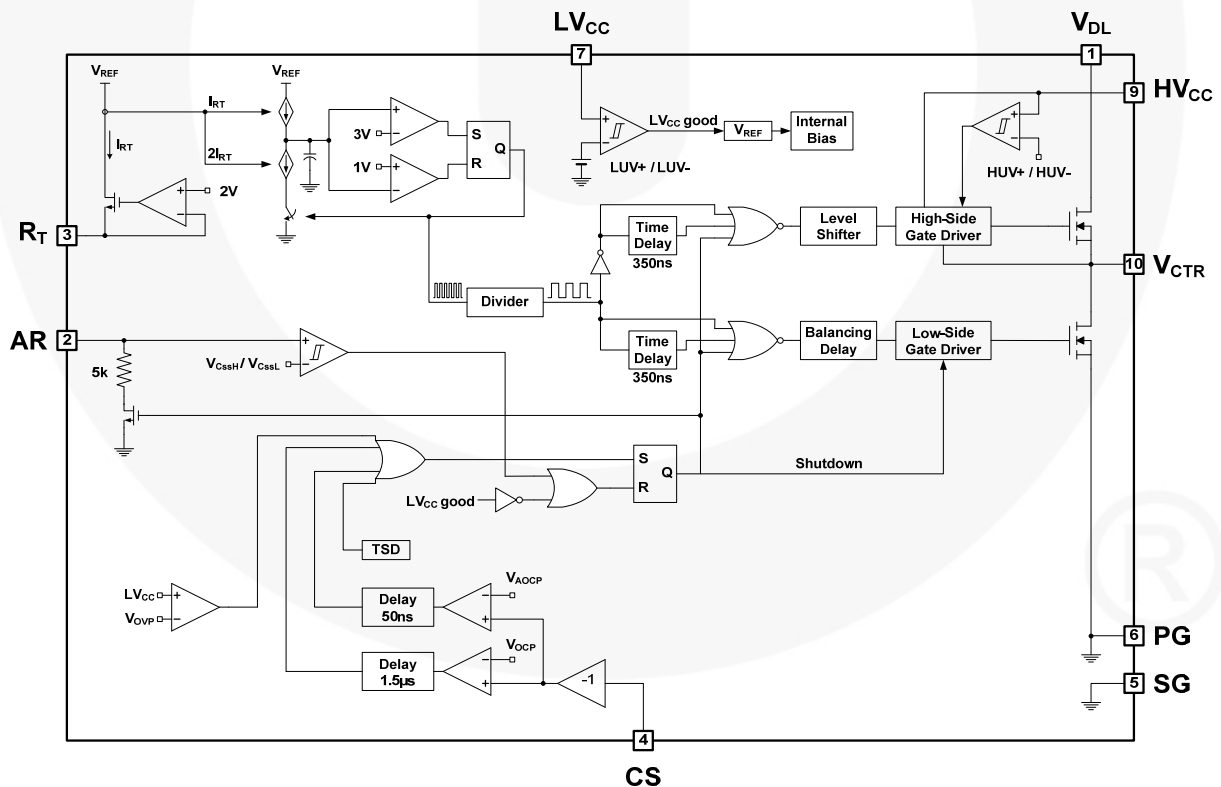 LVCC
VDL
7
1
VREF
VREF
9
HVCC
IRT
IRT
2IRT
3V
1V
S
Q
R
LVCC good
VREF
Internal
Bias
LUV+ / LUV-
HUV+ / HUV-
2V
RT
3
Time
Delay
350ns
Level
Shifter
High-Side
Gate Driver
10
VCTR
Divider
AR
2
5k
VCssH / VCssL
Time
Delay
350ns
Balancing
Delay
Low-Side
Gate Driver
S
Q
R
Shutdown
LVCC good
TSD
LVCC
VOVP
Delay
50ns
VAOCP
Delay
1.5µs
VOCP
-1
6
PG
5
SG
4
CS
+
-
®